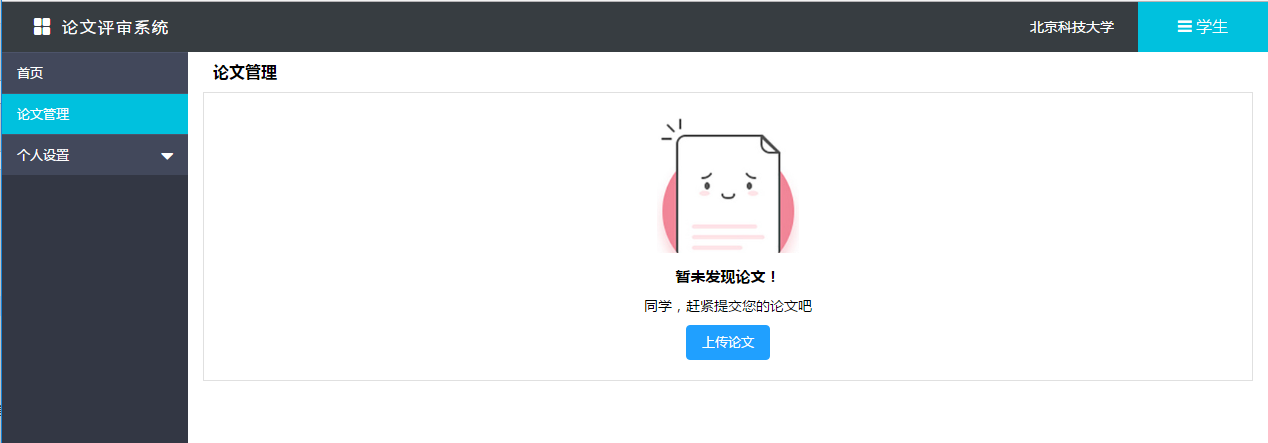 论文评审系统
北京科技大学
学生
首页
论文管理
个人设置
论文管理
暂未发现论文！
同学，赶紧提交您的论文吧
上传论文